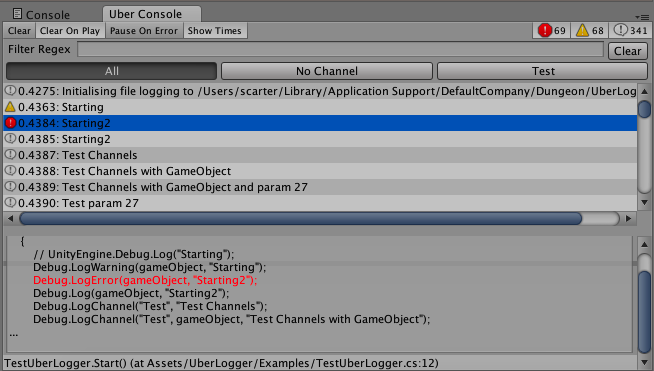 Console
Uber Console
Clear
Clear On Play
Pause On Error
Show Times
69
68
341
Filter Regex
Clear
All
No Channel
Test
0.4275: Initialising file logging to /Users/scarter/Library/Application Support/DefaultCompany/Dungeon/UberLog
0.4363: Starting
0.4384: Starting2
0.4385: Starting2
0.4387: Test Channels
0.4388: Test Channels with GameObject
0.4389: Test Channels with GameObject and param 27
0.4390: Test param 27
{
// UnityEngine.Debug.Log("Starting");
Debug.LogWarning(gameObject, "Starting");
Debug.LogError(gameObject, "Starting2");
Debug.Log(gameObject, "Starting2");
Debug.LogChannel("Test", "Test Channels");
Debug.LogChannel("Test", gameObject, "Test Channels with GameObject");
...
TestUberLogger.Start() (at Assets/UberLogger/Examples/TestUberLogger.cs:12)